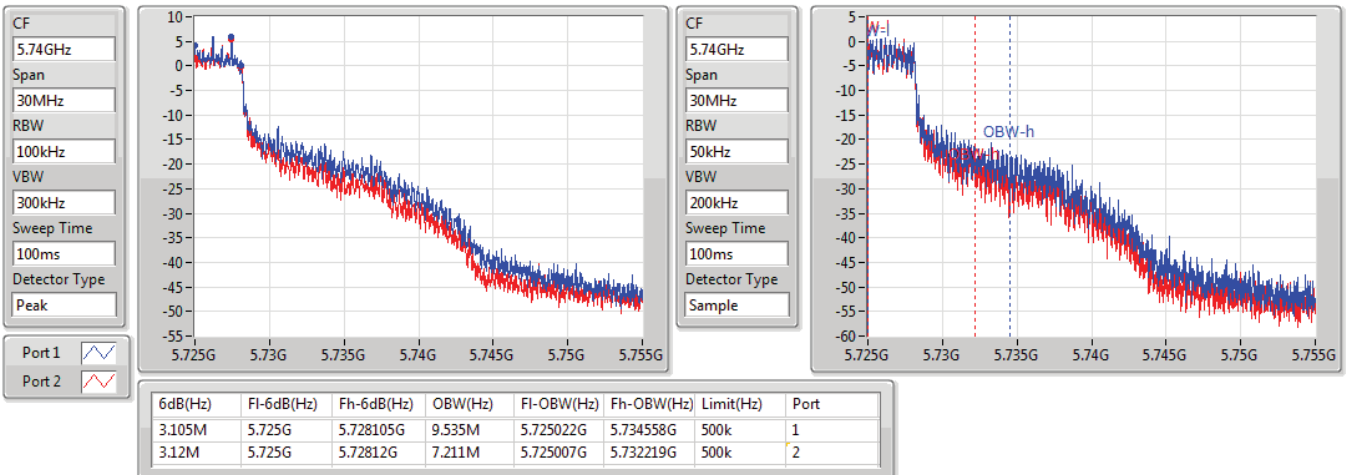 CF
5.74GHz
Span
30MHz
RBW
100kHz
VBW
300kHz
Sweep Time
100ms
Detector Type
Peak
Port 1
Port 2
10
5
0
-5
-10
-15
-20
-25
-30
-35
-40
-45
-50
-55
5.725G 5.73G 5.735G 5.74G 5.745G 5.75G 5.755G
CF
5.74GHz
Span
30MHz
RBW
50kHz
VBW
200kHz
Sweep Time
100ms
Detector Type
Sample
5
0
-5
-10
-15
-20
-25
-30
-35
-40
-45
-50
-55
-60
OBW-h
5.725G 5.73G 5.735G 5.74G 5.745G 5.75G 5.755G
6dB(Hz) Fl-6dB(Hz) Fh-6dB(Hz) OBW(Hz) Fl-OBW(Hz) Fh-OBW(Hz) Limit(Hz) Port
3.105M 5.725G 5.728105G 9.535M 5.725022G 5.734558G 500k 1
3.12M 5.725G 5.72812G 7.211M 5.725007G 5.732219G 500k 2